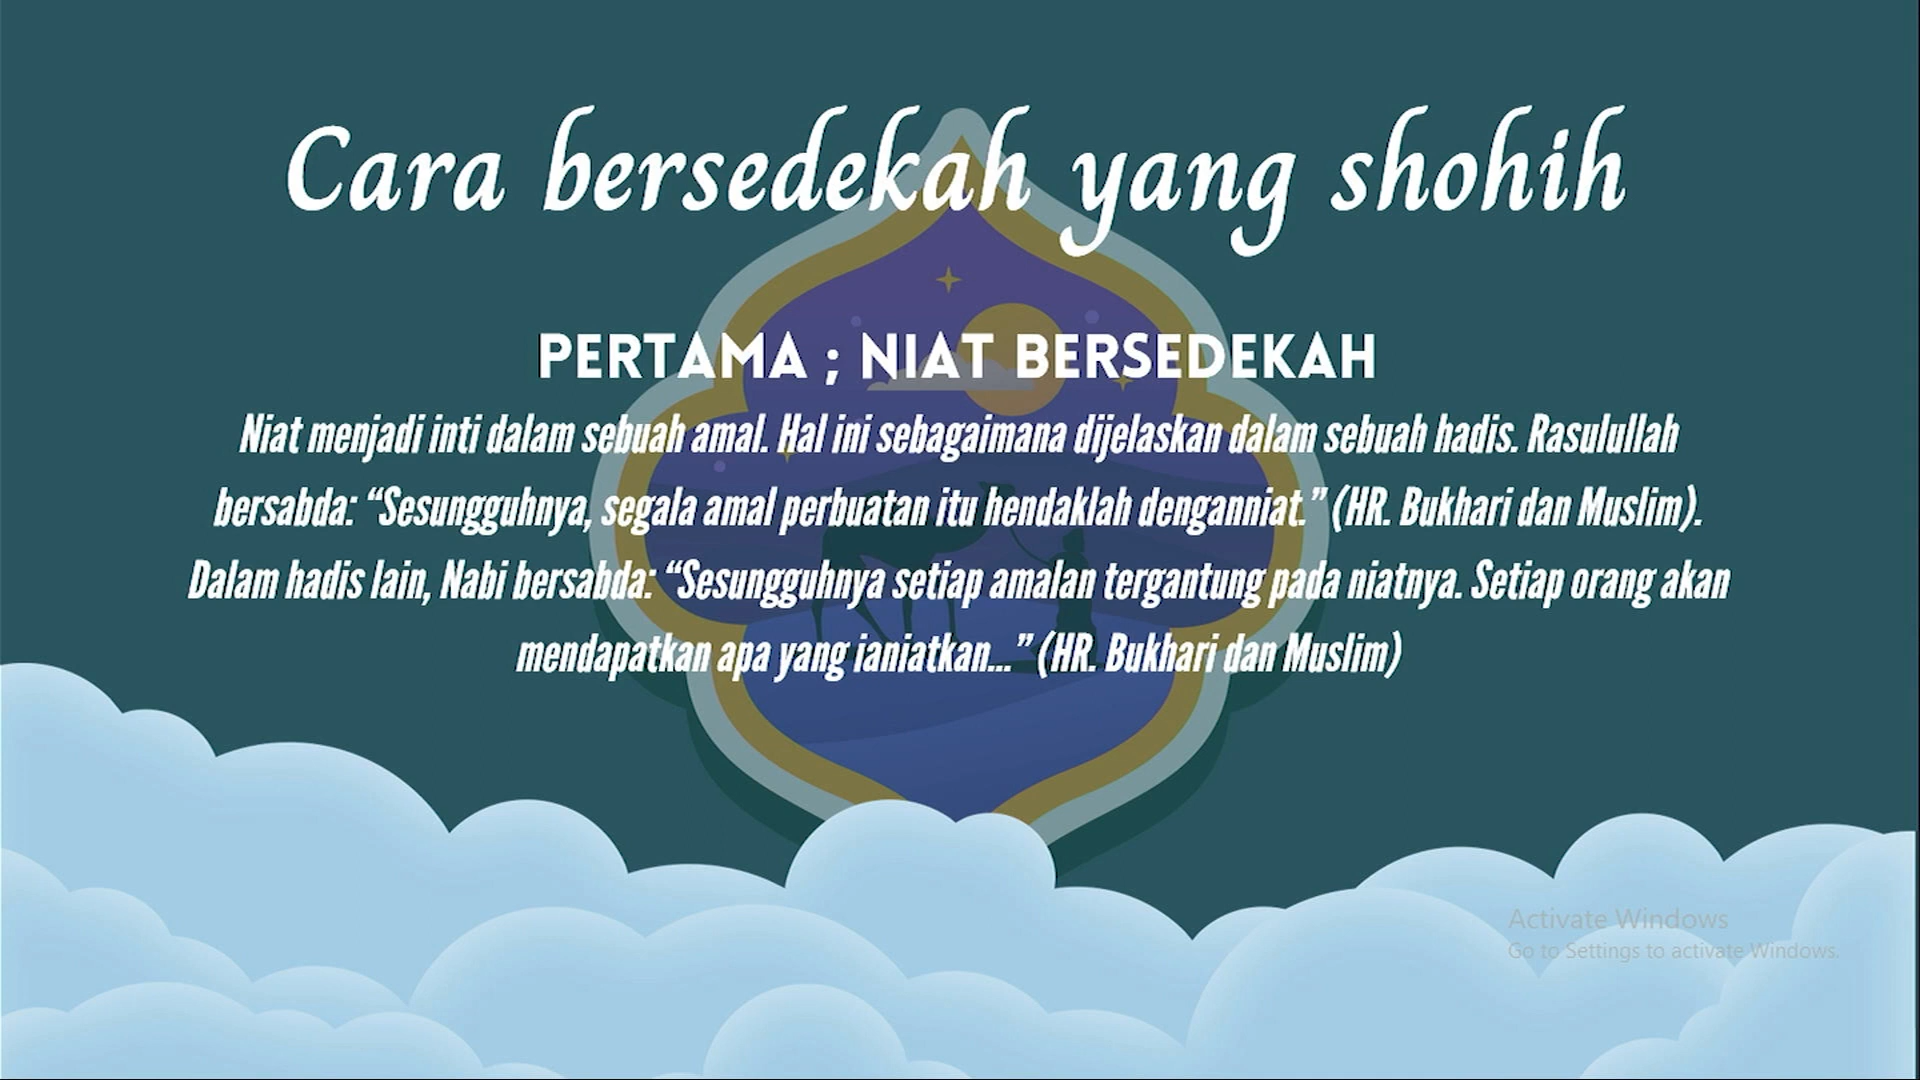 Cara bersedekah yang shohih
PERTAMA ; NIAT BERSEDEKAH
Niat menjadi inti dalam sebuah amal. Hal ini sebagaimana dijelaskan dalam sebuah hadis. Rasulullah
bersabda: “Sesungguhnya, segala amal perbuatan itu hendaklah denganniat.” (HR. Bukhari dan Muslim).
Dalam hadis lain, Nabi bersabda: “Sesungguhnya setiap amalan tergantung pada niatnya. Setiap orang akan
mendapatkan apa yang ianiatkan...” (HR. Bukhari dan Muslim)
Activate Windows
Go to Settings to activate Windows.